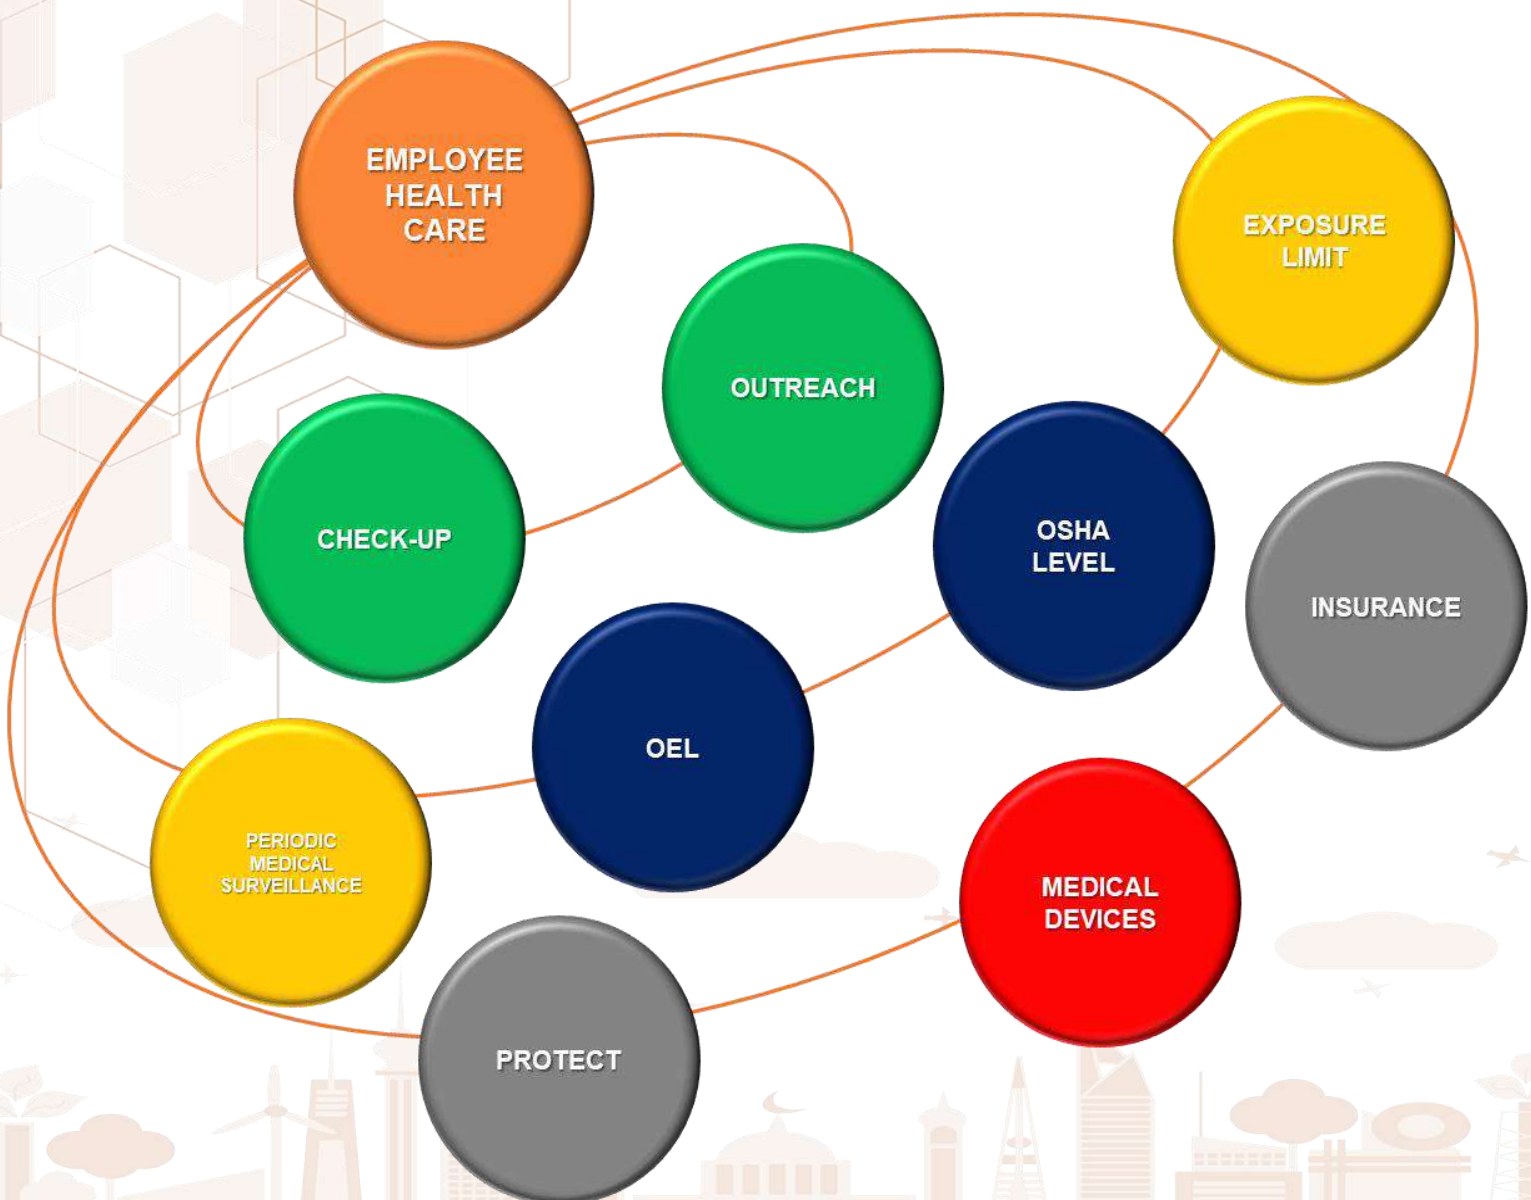 EMPLOYEE
HEALTH
CARE
EXPOSURE
LIMIT
OUTREACH
CHECK-UP
OSHA
LEVEL
INSURANCE
OEL
PERIODIC
MEDICAL
SURVEILLANCE
MEDICAL
DEVICES
PROTECT